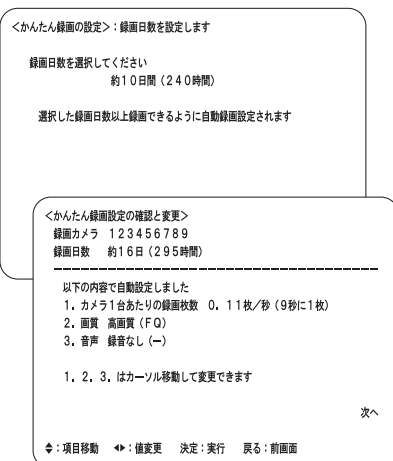 <かんたん録画の設定>：録画日数を設定します
録画日数を選択してください
約１０日間（２４０時間）
選択した録画日数以上録画できるように自動録画設定されます
<かんたん録画設定の確認と変更>
録画カメラ　１２３４５６７８９
録画日数　約１６日（２９５時間）
以下の内容で自動設定しました
１．カメラ１台あたりの録画枚数　０．１１枚／秒（９秒に１枚）
２．画質　高画質（ＦＱ）
３．音声　録音なし（ー）
１．２．３．はカーソル移動して変更できます
次へ
◆：項目移動　◀▶：値変更　決定：実行　戻る：前画面